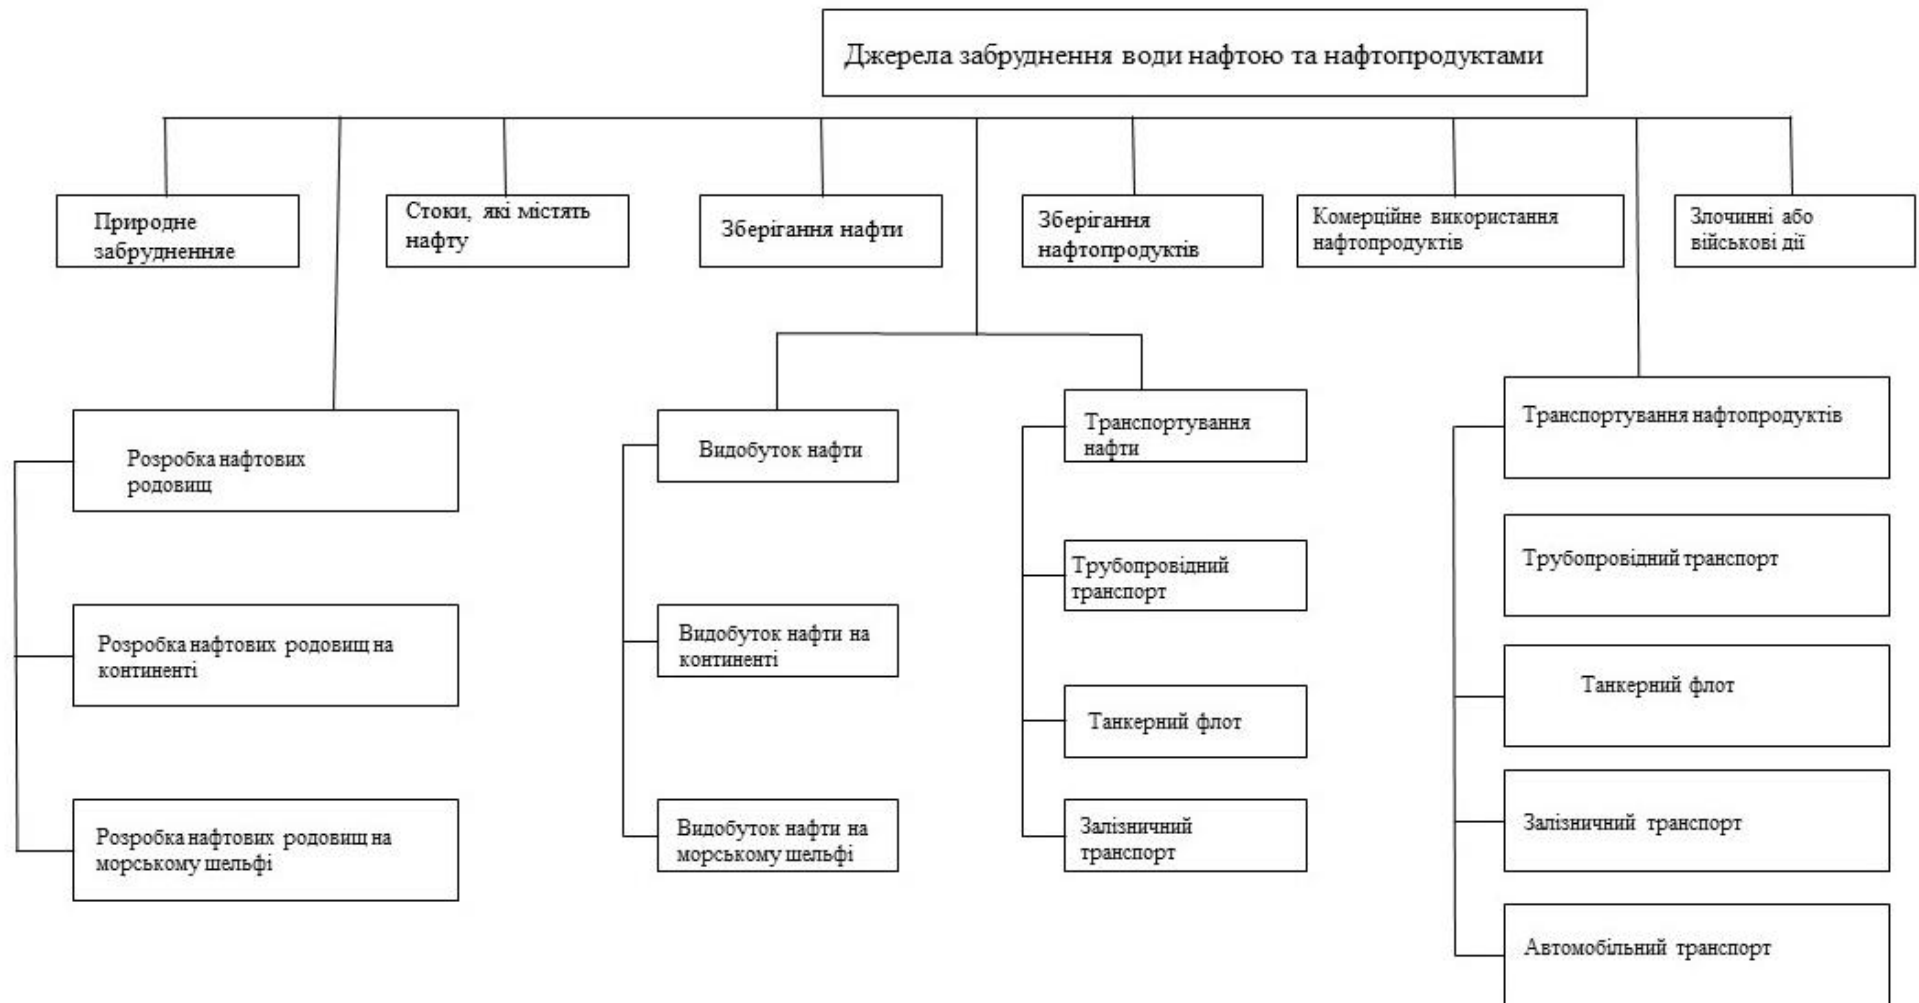 Джерела забруднення води нафтою та нафтопродуктами
Природне
забрудненняе
Стоки, які містять
нафту
Зберігання нафти
Зберігання
нафтопродуктів
Комерційне використання
нафтопродуктів
Злочинні або
військові дії
Розробка нафтових
родовищ
Розробка нафтових родовищ на
континенті
Розробка нафтових родовищ на
морському шельфі
Видобуток нафти
Видобуток нафти на
континенті
Видобуток нафти на
морському шельфі
Транспортування
нафти
Трубопровідний
транспорт
Танкерний флот
Залізничний
транспорт
Транспортування нафтопродуктів
Трубопровідний транспорт
Танкерний флот
Залізничний транспорт
Автомобільний транспорт